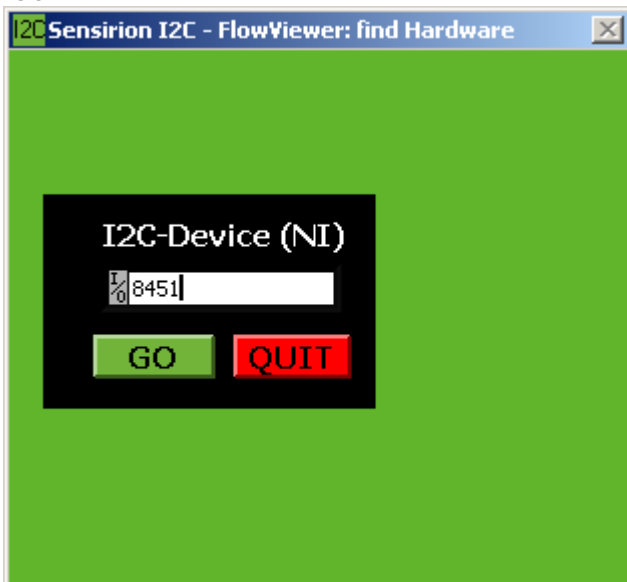 I2C Sensirion I2C - FlowViewer: find Hardware
I2C-Device (NI)
I/O 8451
GO QUIT